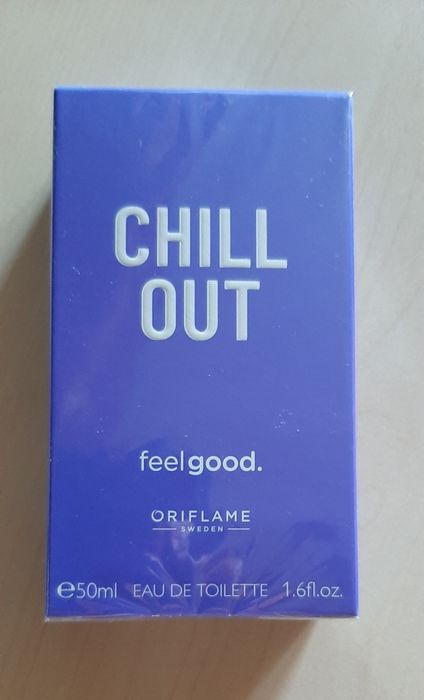 CHILL
OUT
feelgood.
ORIFLAME
SWEDEN
℮50ml EAU DE TOILETTE 1.6fl.oz.